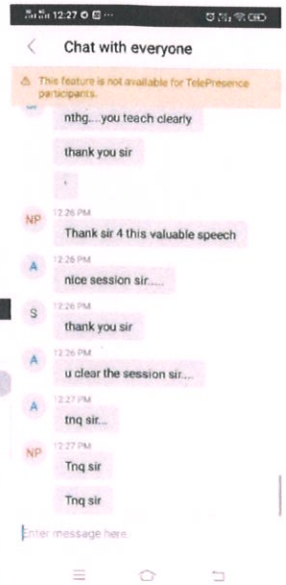 12:27
Chat with everyone
This feature is not available for TelePresence
participants.
nthg....you teach clearly
thank you sir
12:26 PM
NP
Thank sir 4 this valuable speech
12:26 PM
A
nice session sir.....
12:26 PM
S
thank you sir
12:26 PM
A
u clear the session sir....
12:27 PM
A
tnq sir...
12:27 PM
NP
Tnq sir
Tnq sir
Enter message here.